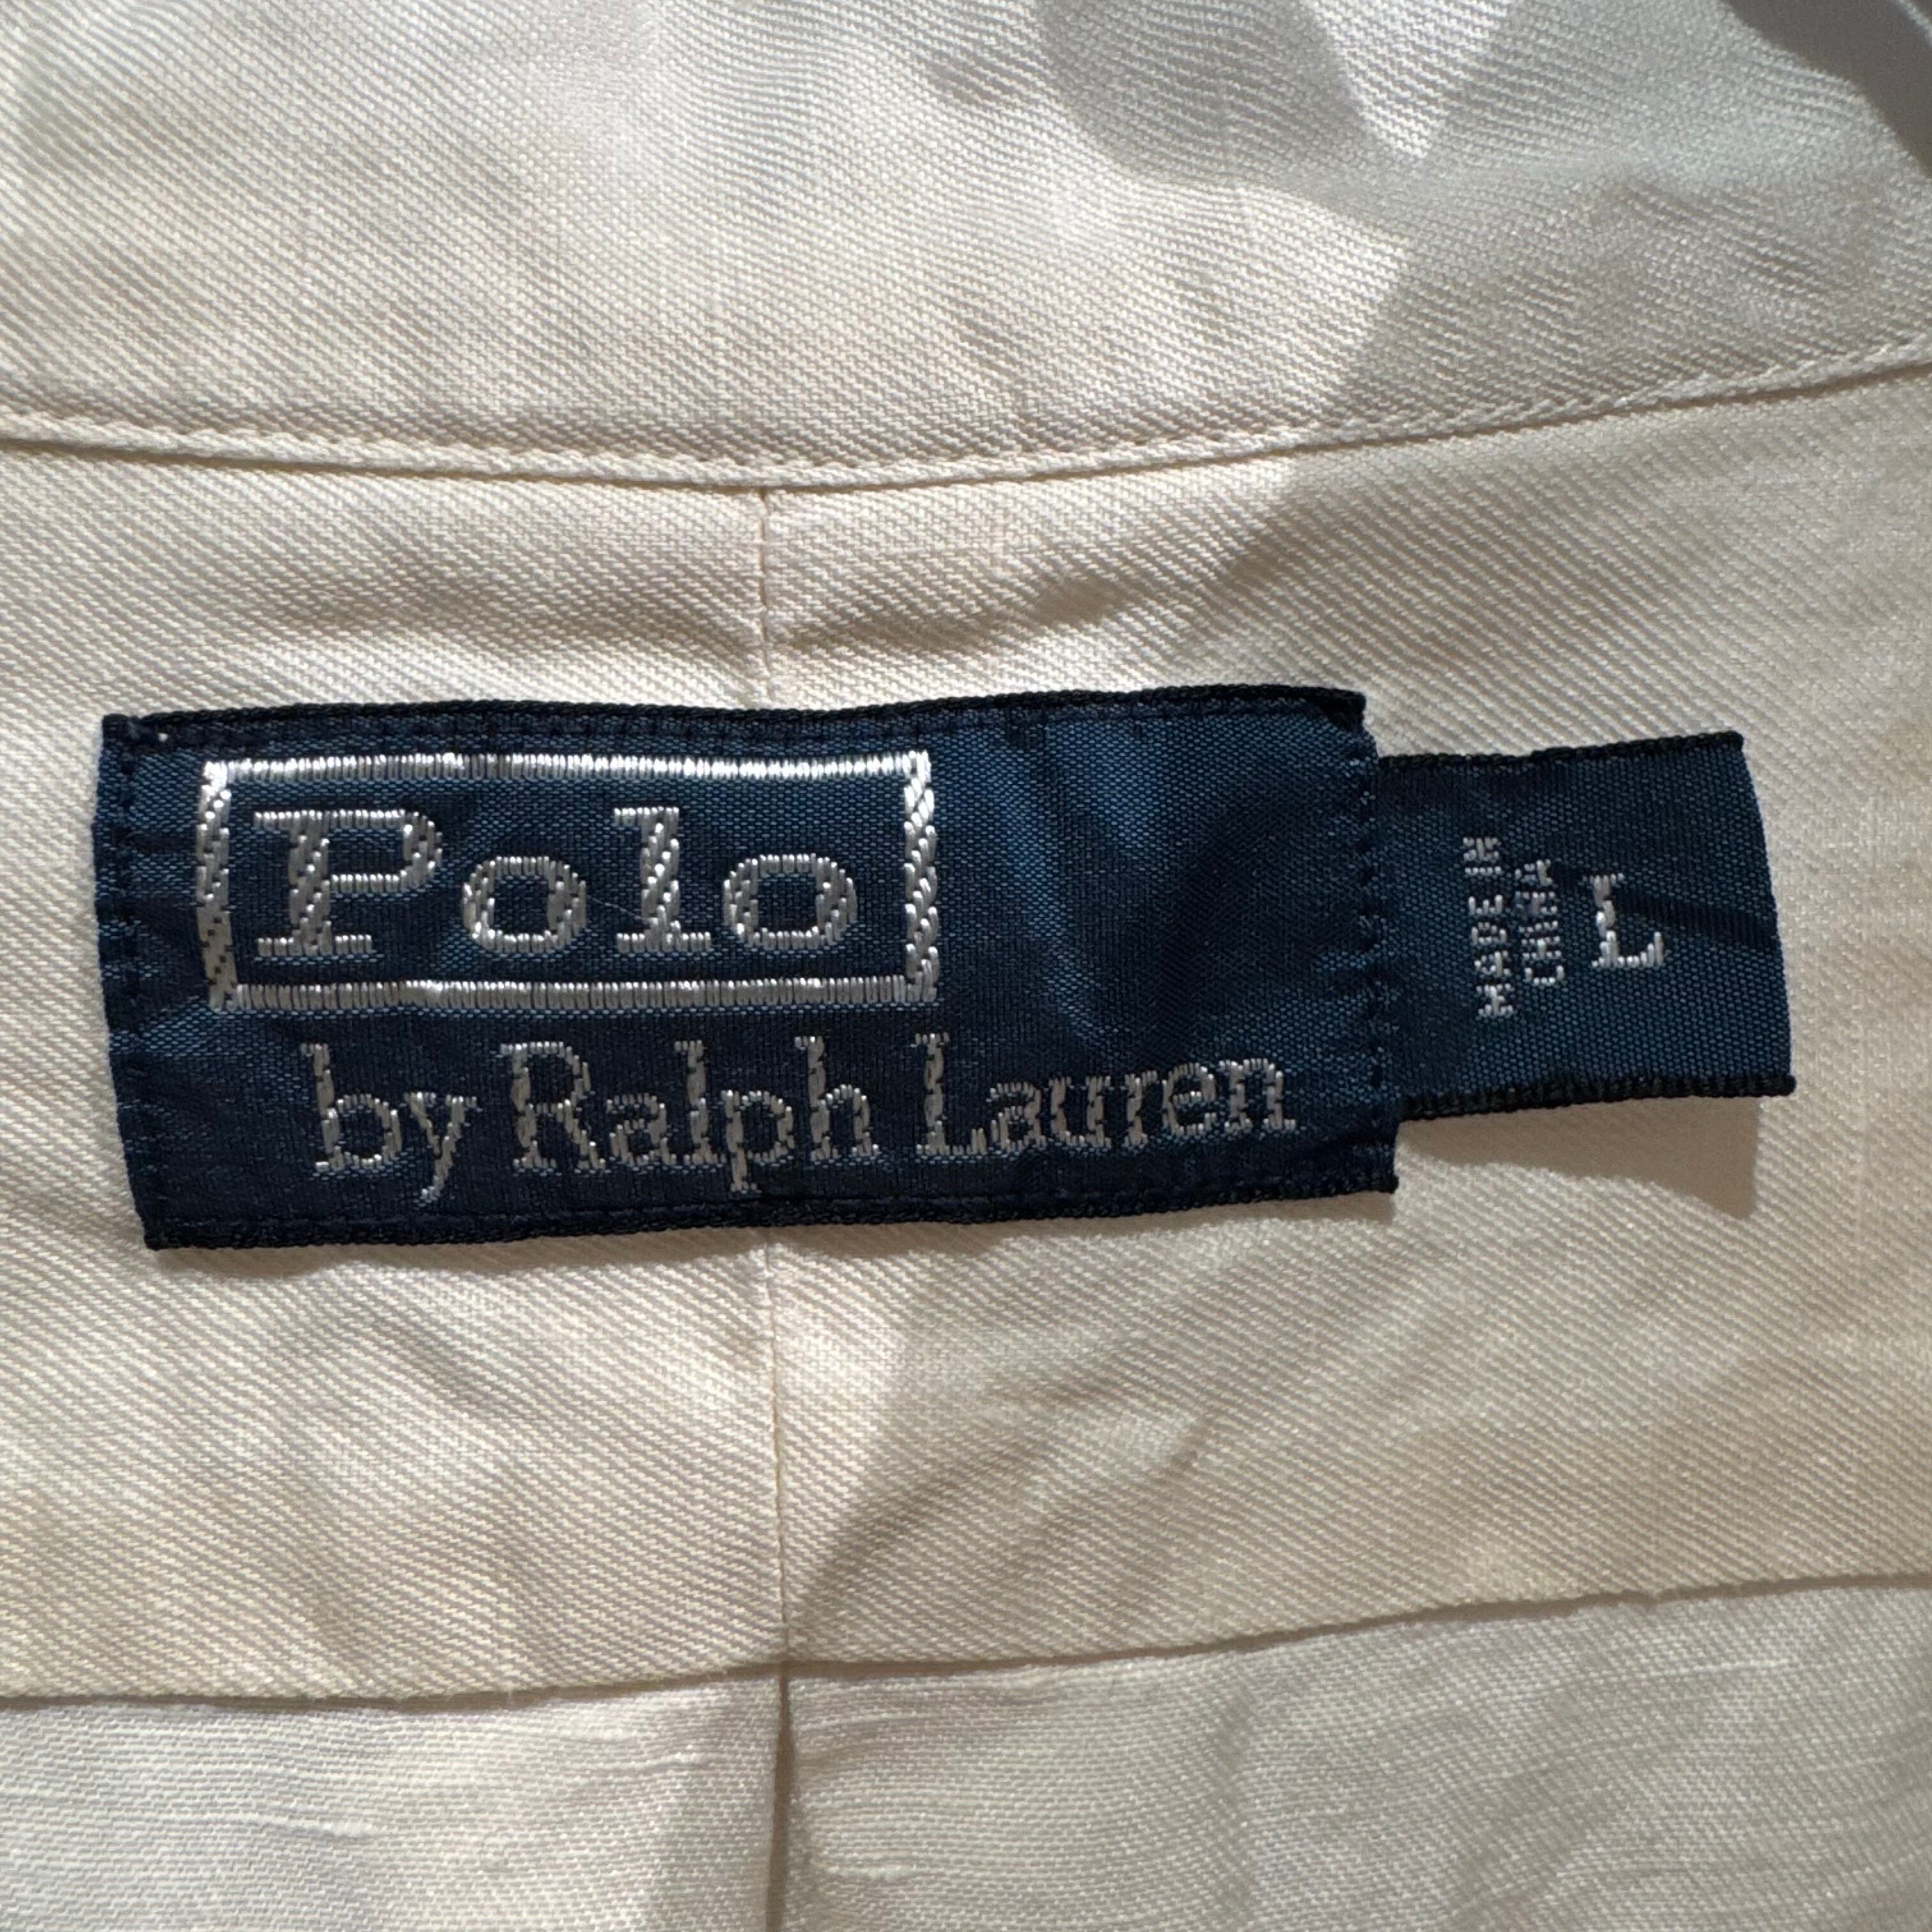 Polo
by Ralph Lauren
MADE IN
CHINA
L